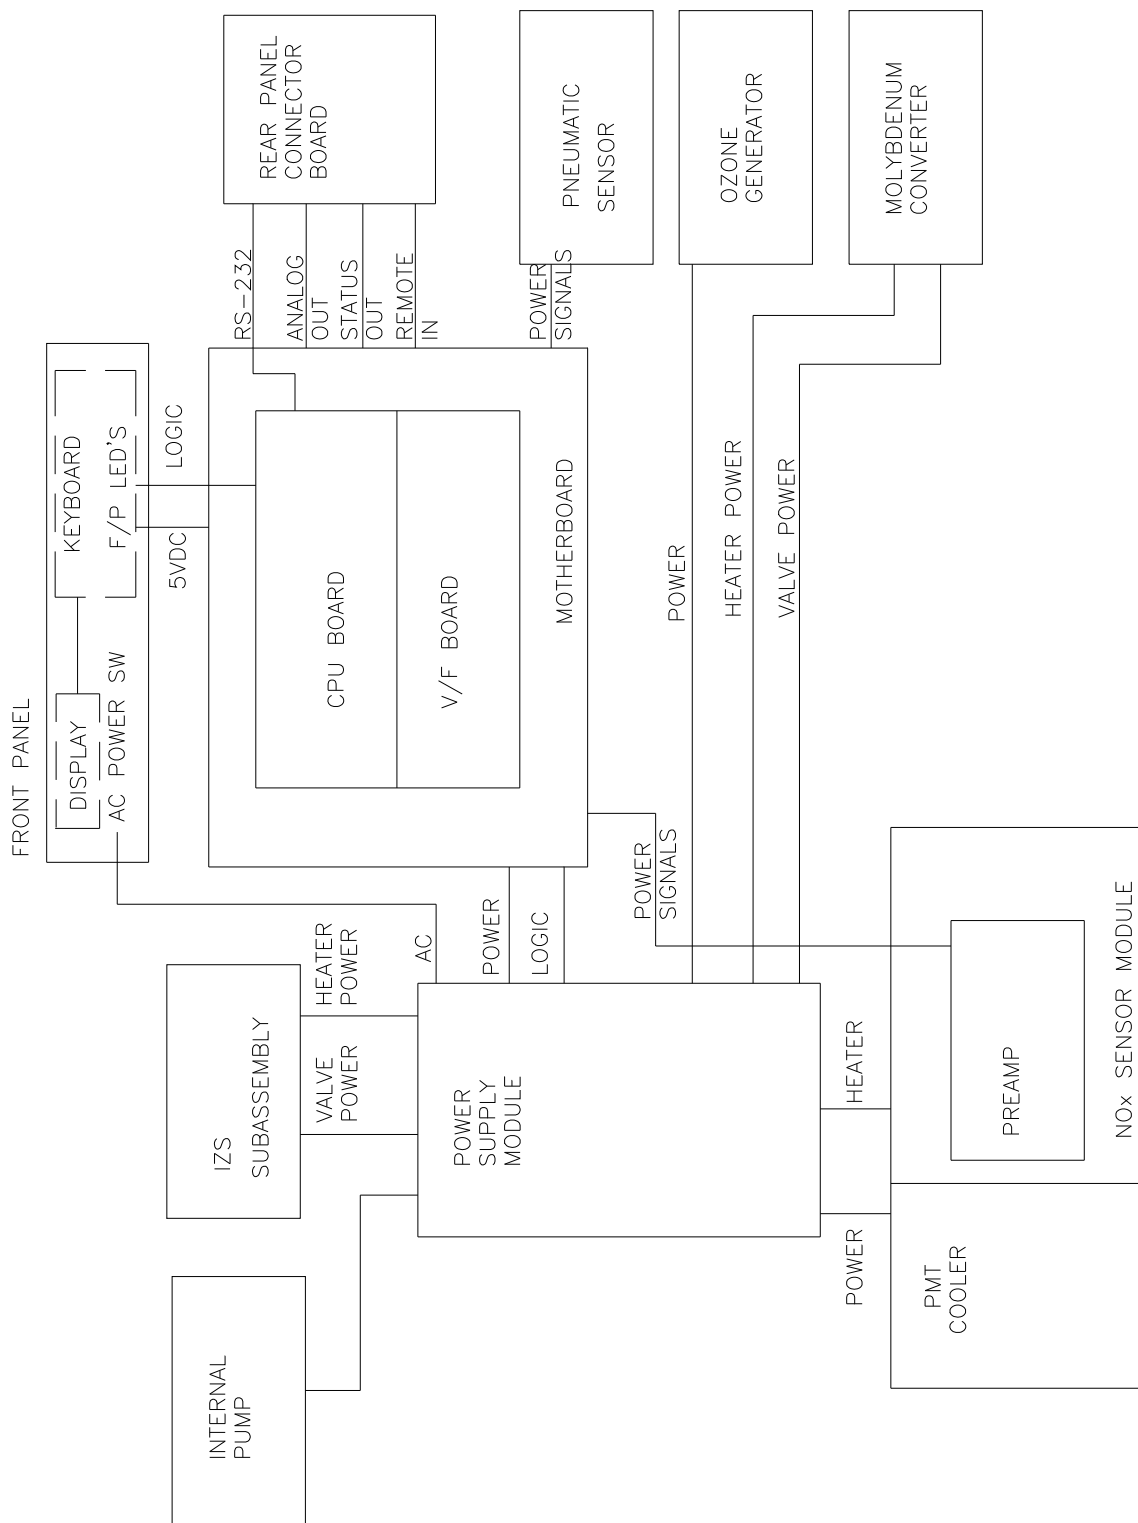 FRONT PANEL
DISPLAY
AC POWER SW
KEYBOARD
F/P LED'S
5VDC
LOGIC
RS-232
ANALOG
OUT
STATUS
OUT
REMOTE
IN
REAR PANEL
CONNECTOR
BOARD
INTERNAL
PUMP
IZS
SUBASSEMBLY
VALVE
POWER
HEATER
POWER
AC
POWER
LOGIC
CPU BOARD
V/F BOARD
MOTHERBOARD
POWER
SIGNALS
PNEUMATIC
SENSOR
POWER
SUPPLY
MODULE
POWER
SIGNALS
POWER
OZONE
GENERATOR
HEATER POWER
VALVE POWER
MOLYBDENUM
CONVERTER
POWER
HEATER
PMT
COOLER
PREAMP
NOx SENSOR MODULE